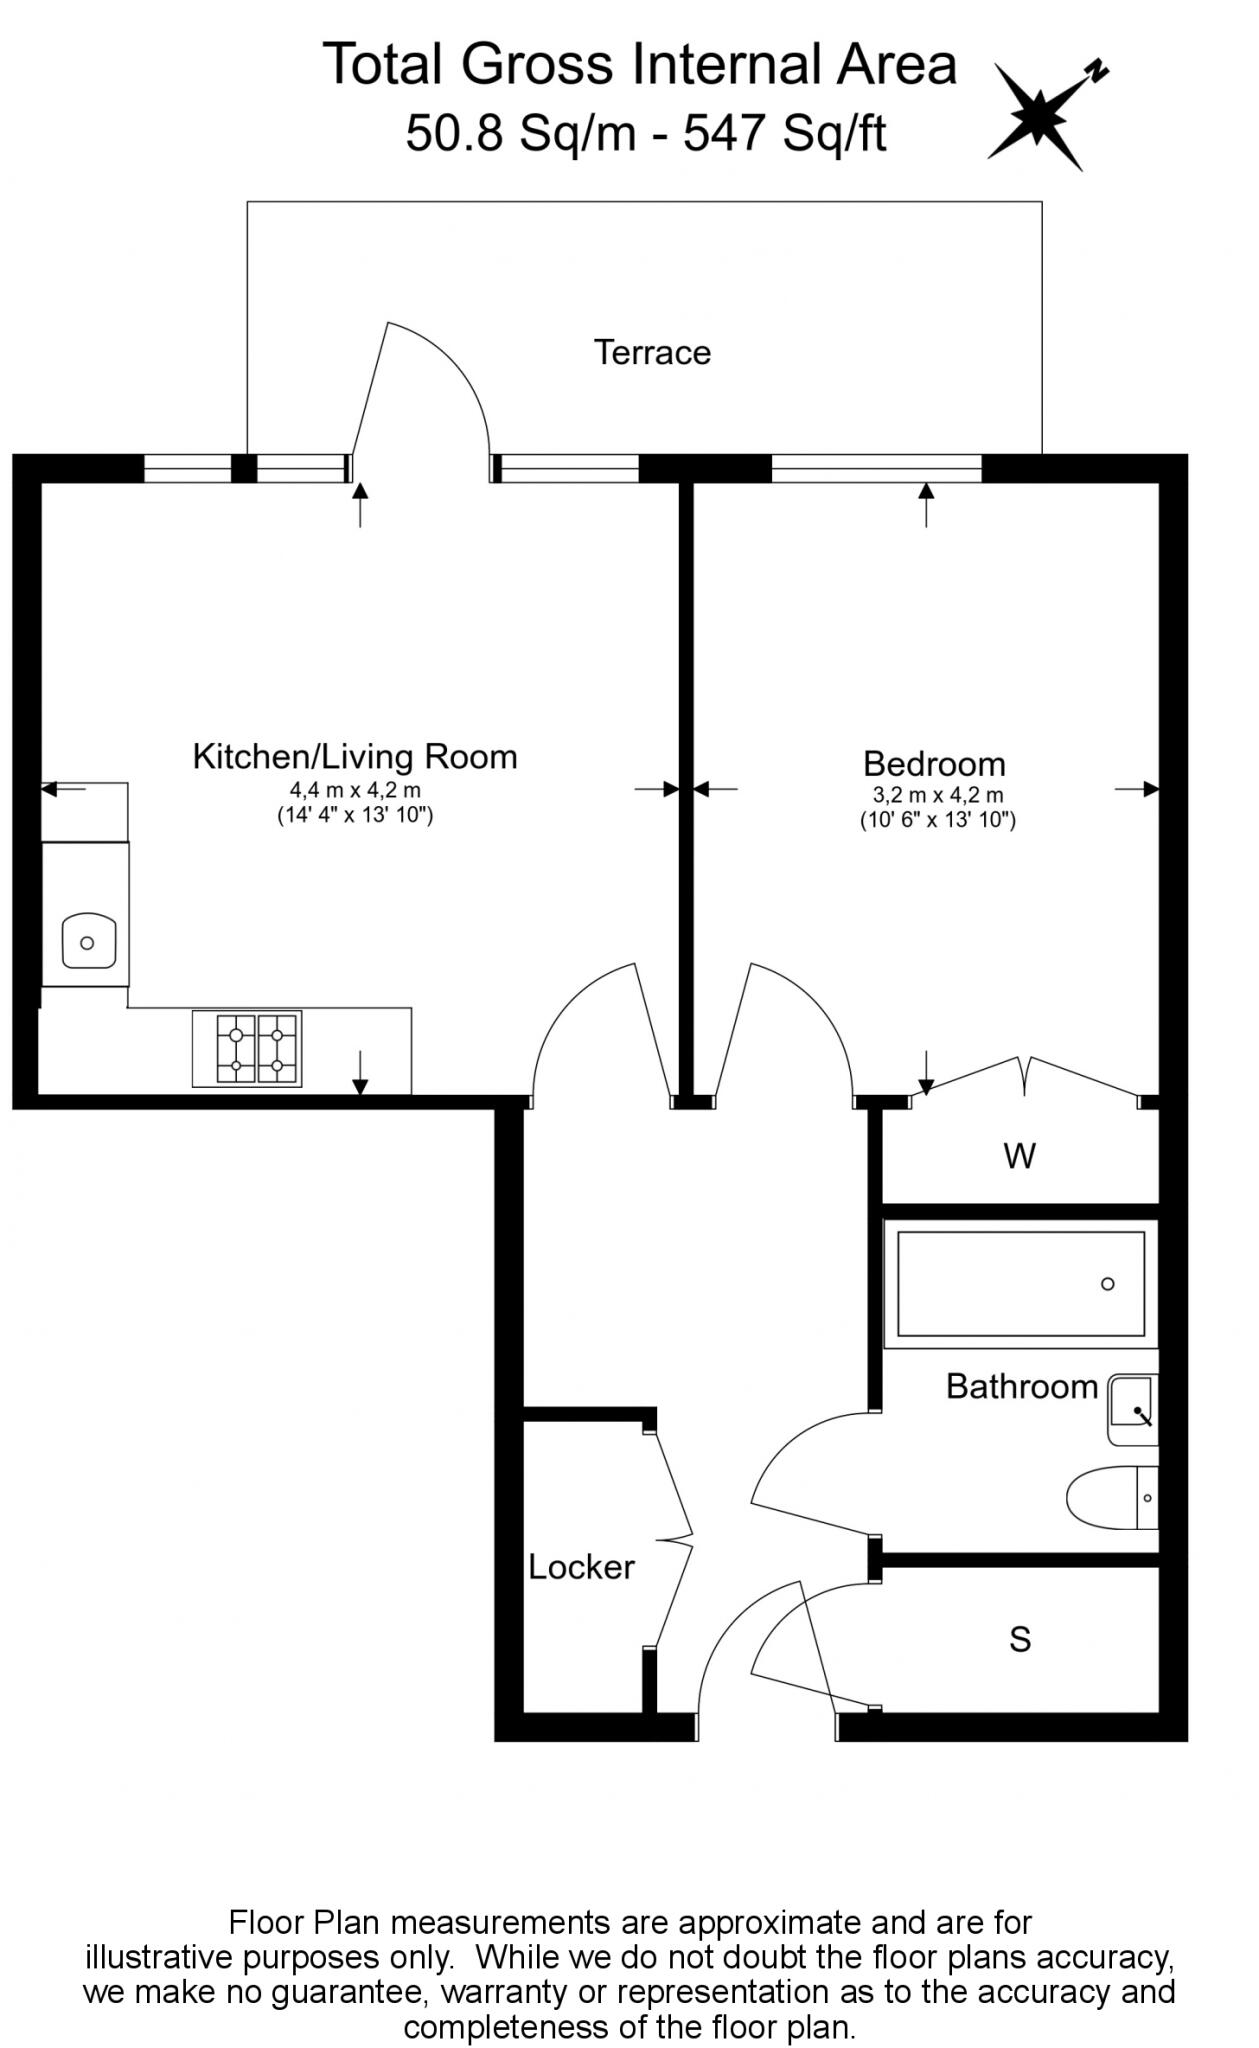 Total Gross Internal Area
50.8 Sq/m - 547 Sq/ft
N
Terrace
Kitchen/Living Room
4,4 m x 4,2 m
(14' 4" x 13' 10")
Bedroom
3,2 m x 4,2 m
(10' 6" x 13' 10")
W
Bathroom
Locker
S
Floor Plan measurements are approximate and are for
illustrative purposes only.  While we do not doubt the floor plans accuracy,
we make no guarantee, warranty or representation as to the accuracy and
completeness of the floor plan.